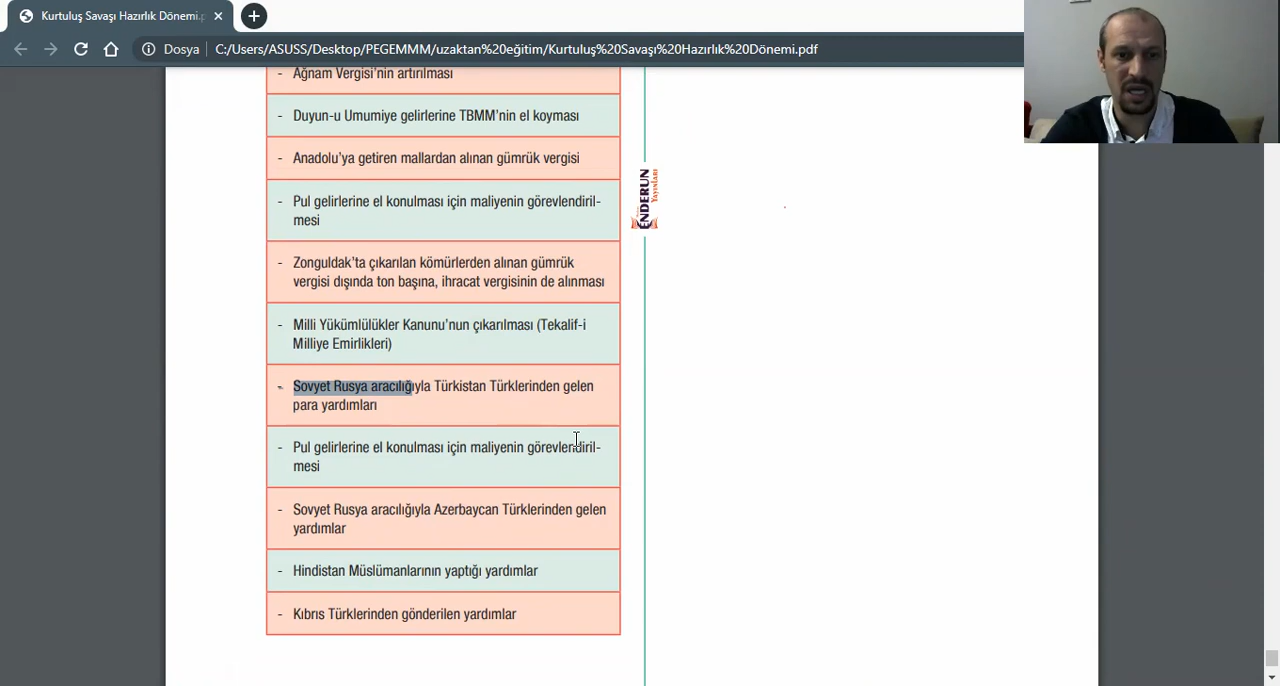 Kurtuluş Savaşı Hazırlık Dönemi.p
Dosya
C:/Users/ASUSS/Desktop/PEGEMMM/uzaktan%20eğitim/Kurtuluş%20Savaşı%20Hazırlık%20Dönemi.pdf
- Ağnam Vergisi'nin artırılması
- Duyun-u Umumiye gelirlerine TBMM'nin el koyması
- Anadolu'ya getiren mallardan alınan gümrük vergisi
- Pul gelirlerine el konulması için maliyenin görevlendiril-
mesi
- Zonguldak'ta çıkarılan kömürlerden alınan gümrük
vergisi dışında ton başına, ihracat vergisinin de alınması
- Milli Yükümlülükler Kanunu'nun çıkarılması (Tekalif-i
Milliye Emirlikleri)
- Sovyet Rusya aracılığıyla Türkistan Türklerinden gelen
para yardımları
- Pul gelirlerine el konulması için maliyenin görevlendiril-
mesi
- Sovyet Rusya aracılığıyla Azerbaycan Türklerinden gelen
yardımlar
- Hindistan Müslümanlarının yaptığı yardımlar
- Kıbrıs Türklerinden gönderilen yardımlar
ENDERUN
Yayınları